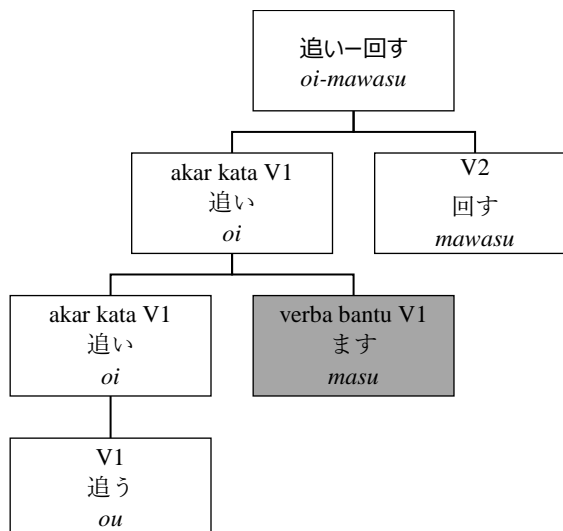 追い−回す
oi-mawasu
akar kata V1
追い
oi
V2
回す
mawasu
akar kata V1
追い
oi
verba bantu V1
ます
masu
V1
追う
ou